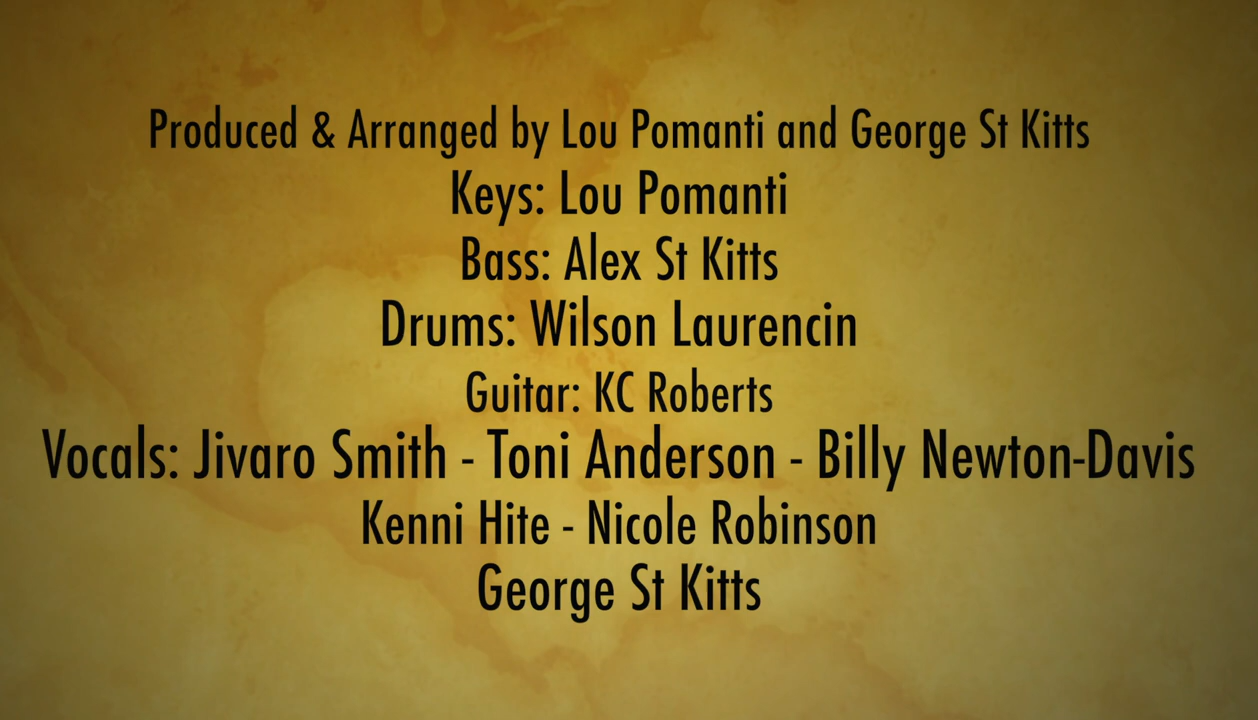 Produced & Arranged by Lou Pomanti and George St Kitts
Keys: Lou Pomanti
Bass: Alex St Kitts
Drums: Wilson Laurencin
Guitar: KC Roberts
Vocals: Jivaro Smith - Toni Anderson - Billy Newton-Davis
Kenni Hite - Nicole Robinson
George St Kitts